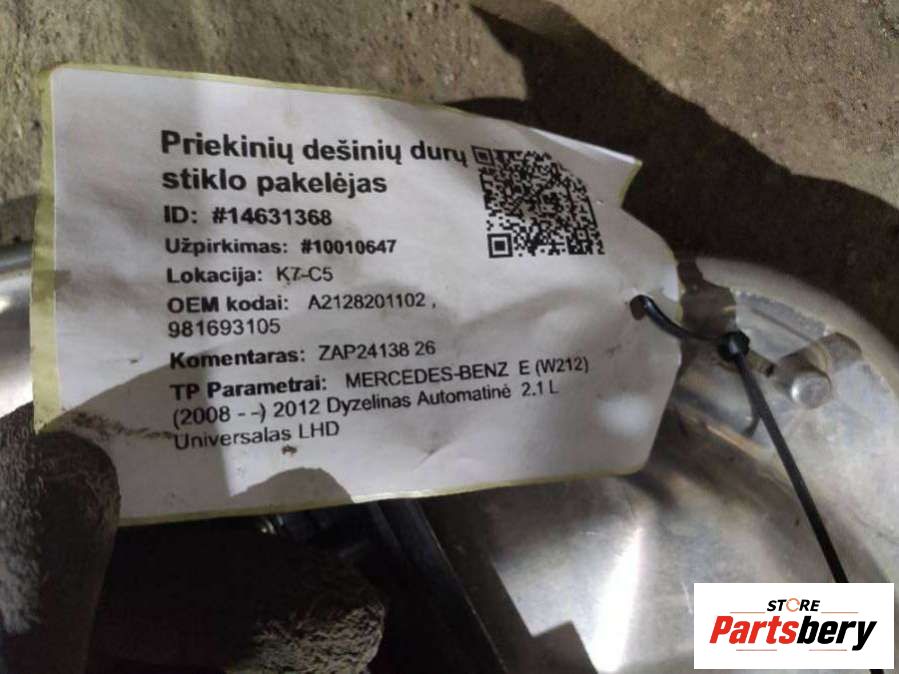 Priekinių dešinių durų
stiklo pakelėjas
ID: #14631368
Užpirkimas: #10010647
Lokacija: K7-C5
OEM kodai: A2128201102 ,
981693105
Komentaras: ZAP24138 26
TP Parametrai: MERCEDES-BENZ E (W212)
(2008 - --) 2012 Dyzelinas Automatinė 2.1 L
Universalas LHD
STORE
Partsbery